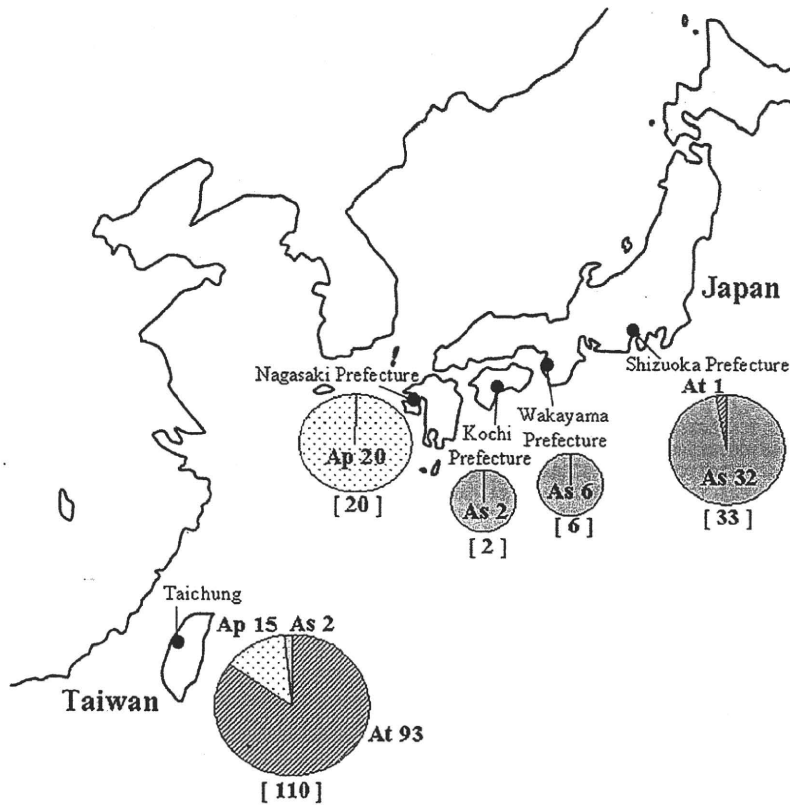 Japan
Nagasaki Prefecture
Shizuoka Prefecture
Kochi
Prefecture
Wakayama
Prefecture
At 1
Ap 20
As 2
As 6
As 32
[ 20 ]
[ 2 ]
[ 6 ]
[ 33 ]
Taichung
Ap 15
As 2
Taiwan
At 93
[ 110 ]